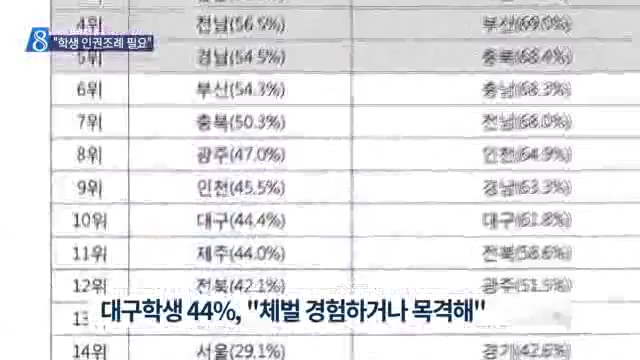 8 "학생 인권조례 필요"
4위 전남(56.9%) 부산(69.0%)
5위 경남(54.5%) 충북(68.4%)
6위 부산(54.3%) 충남(68.3%)
7위 충북(50.3%) 전남(68.0%)
8위 광주(47.0%) 인천(64.9%)
9위 인천(45.5%) 경남(63.3%)
10위 대구(44.4%) 대구(61.8%)
11위 제주(44.0%) 전북(58.6%)
12위 전북(42.1%) 광주(51.9%)
대구학생 44%, "체벌 경험하거나 목격해"
14위 서울(29.1%) 경기(42.6%)